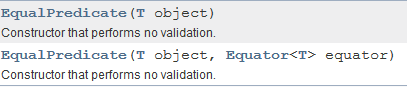 EqualPredicate(T object)
Constructor that performs no validation.
EqualPredicate(T object, Equator<T> equator)
Constructor that performs no validation.